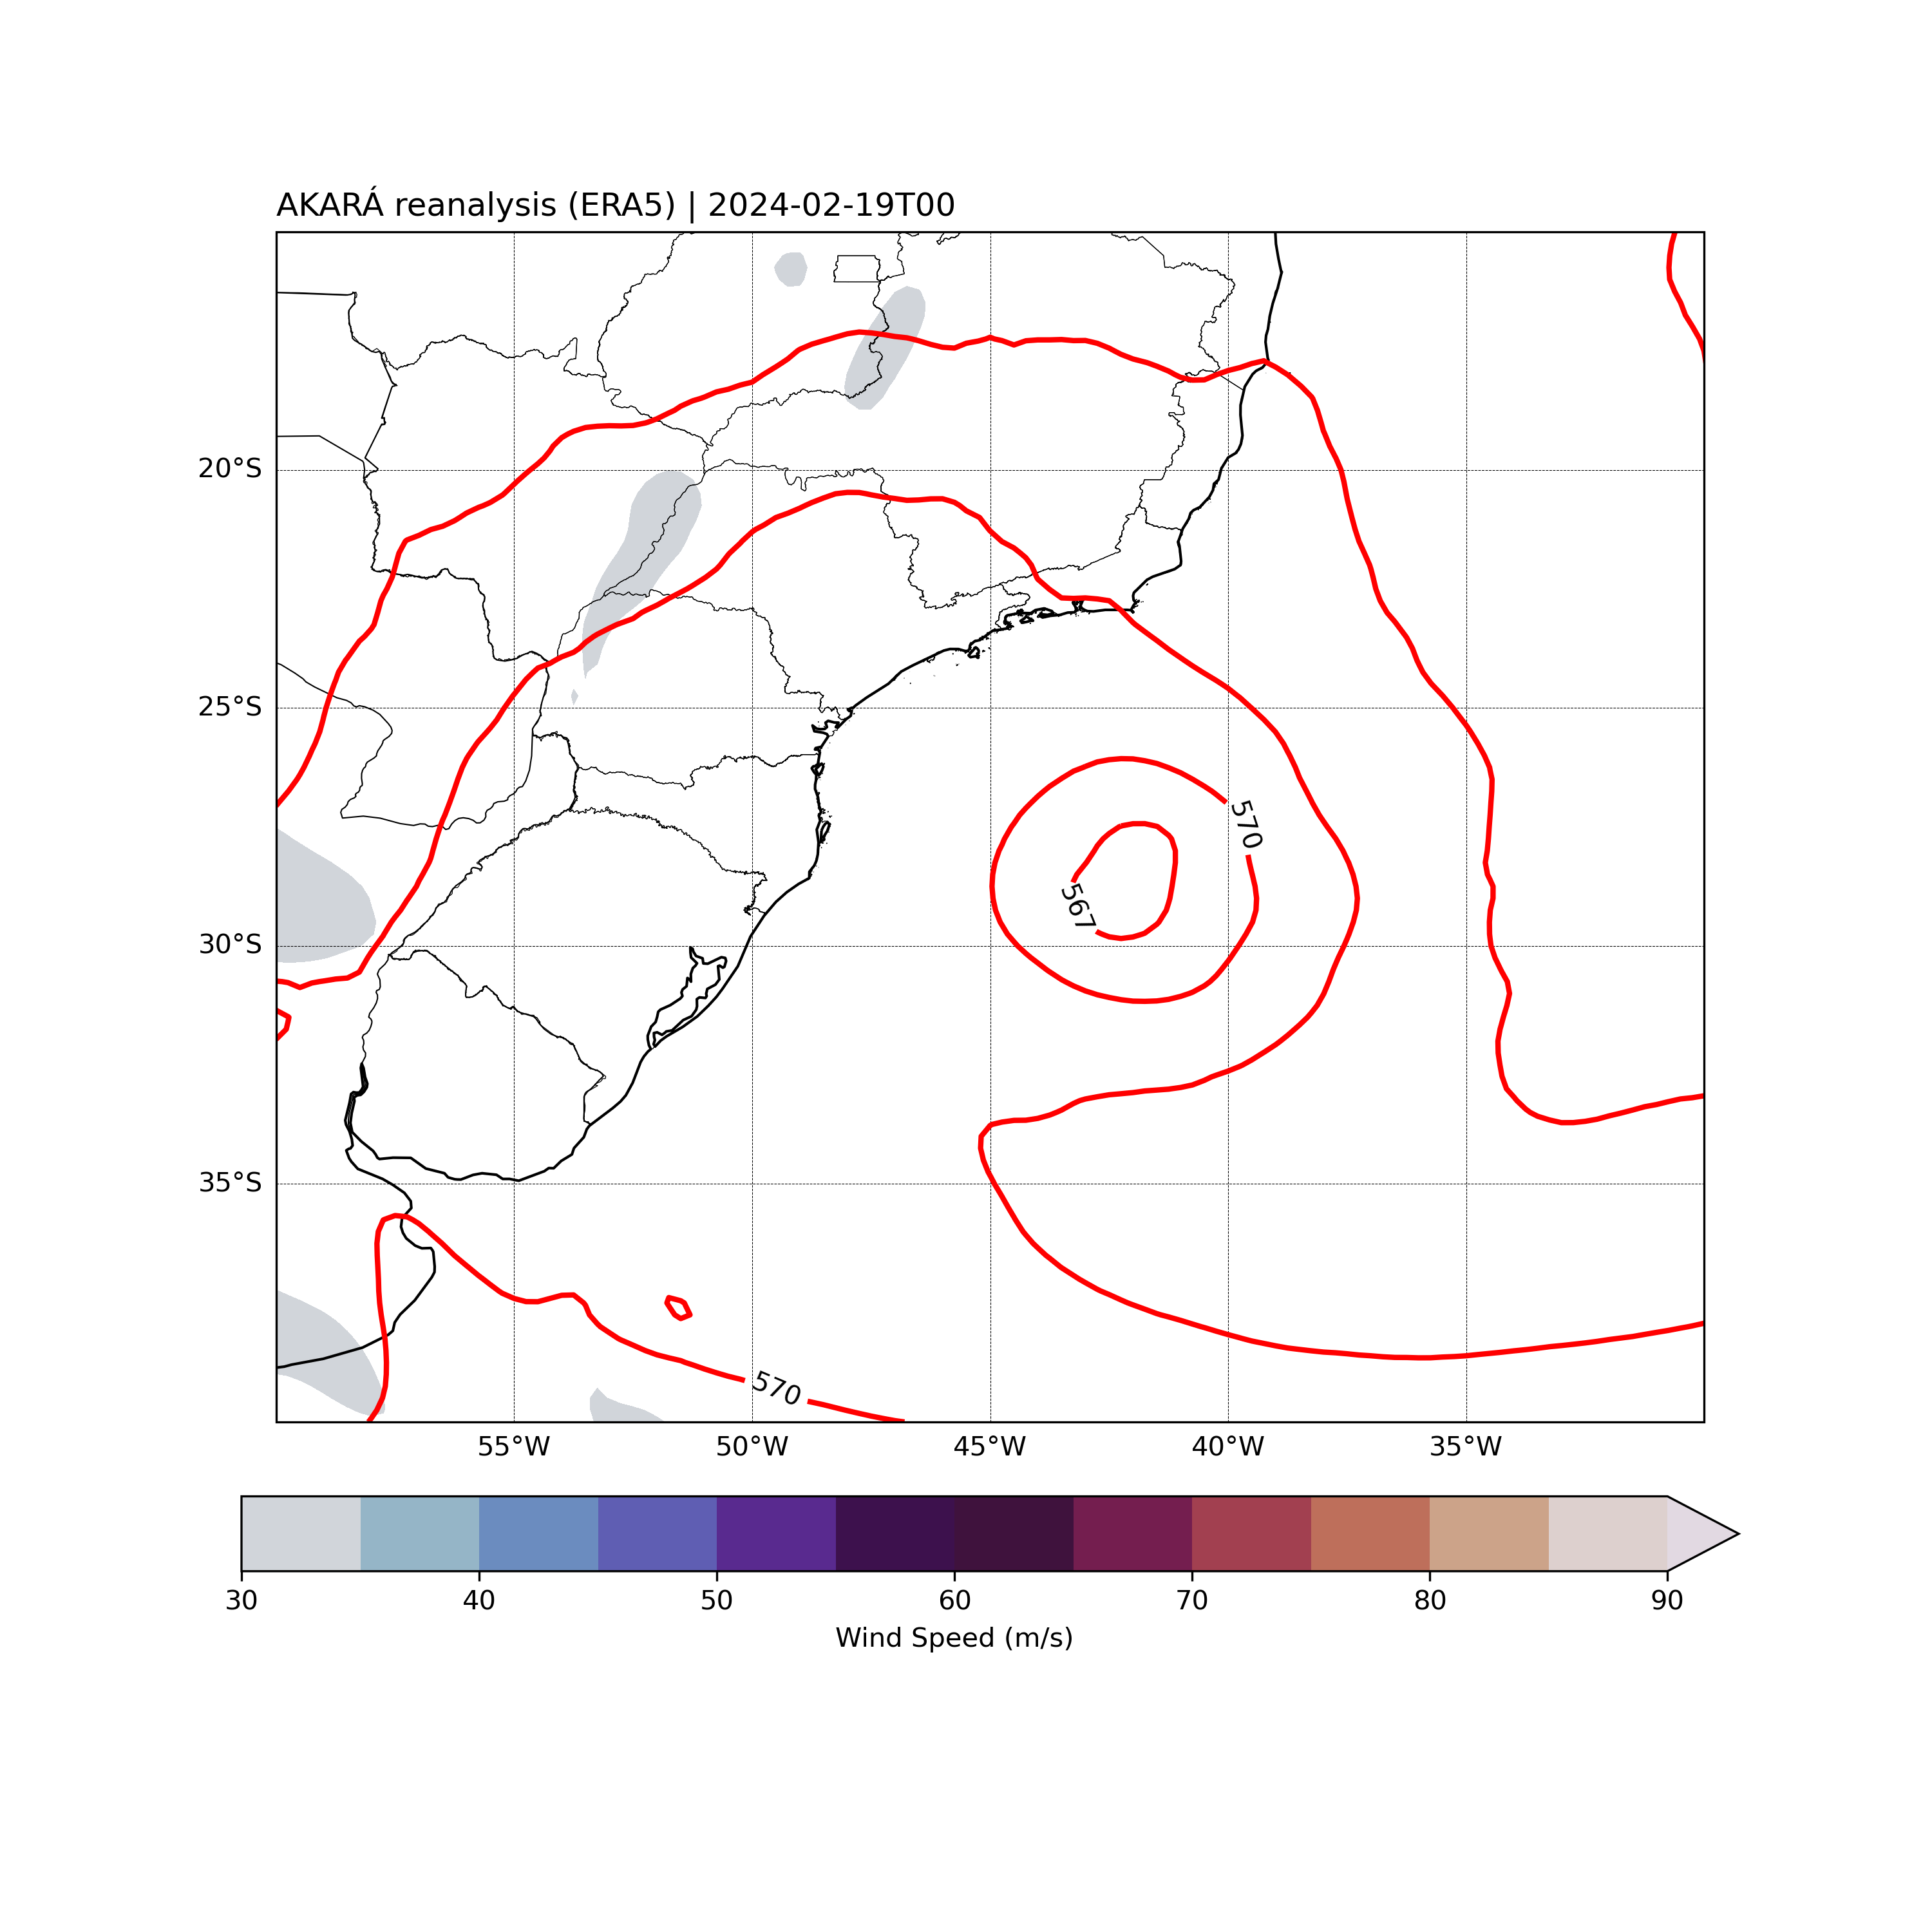 AKARÁ reanalysis (ERA5) | 2024-02-19T00
20°S
25°S
570
567
30°S
35°S
570
55°W 50°W 45°W 40°W 35°W
30 40 50 60 70 80 90
Wind Speed (m/s)